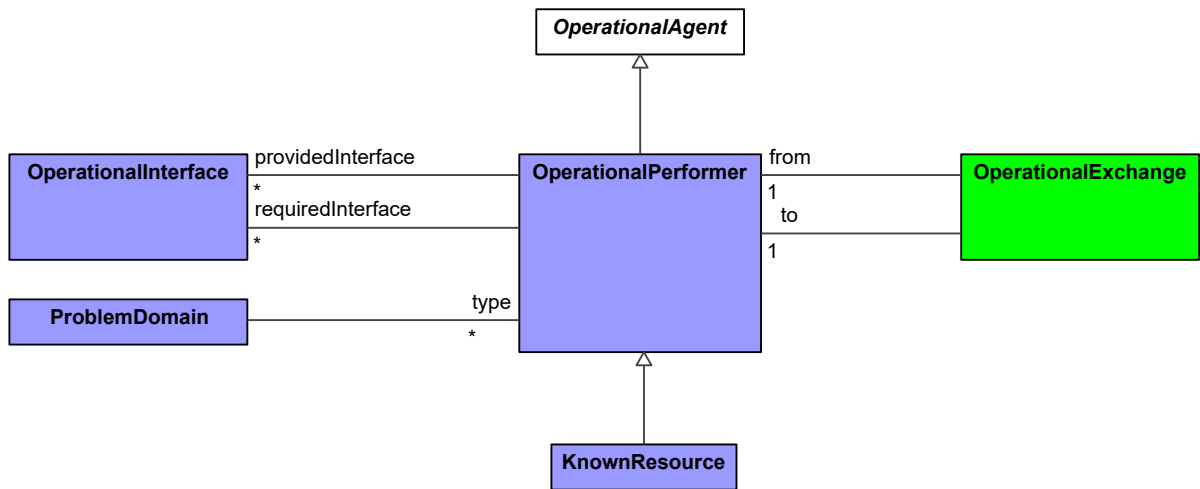 OperationalAgent
OperationalInterface
providedInterface
*
requiredInterface
*
OperationalPerformer
from
1
to
1
OperationalExchange
ProblemDomain
type
*
KnownResource